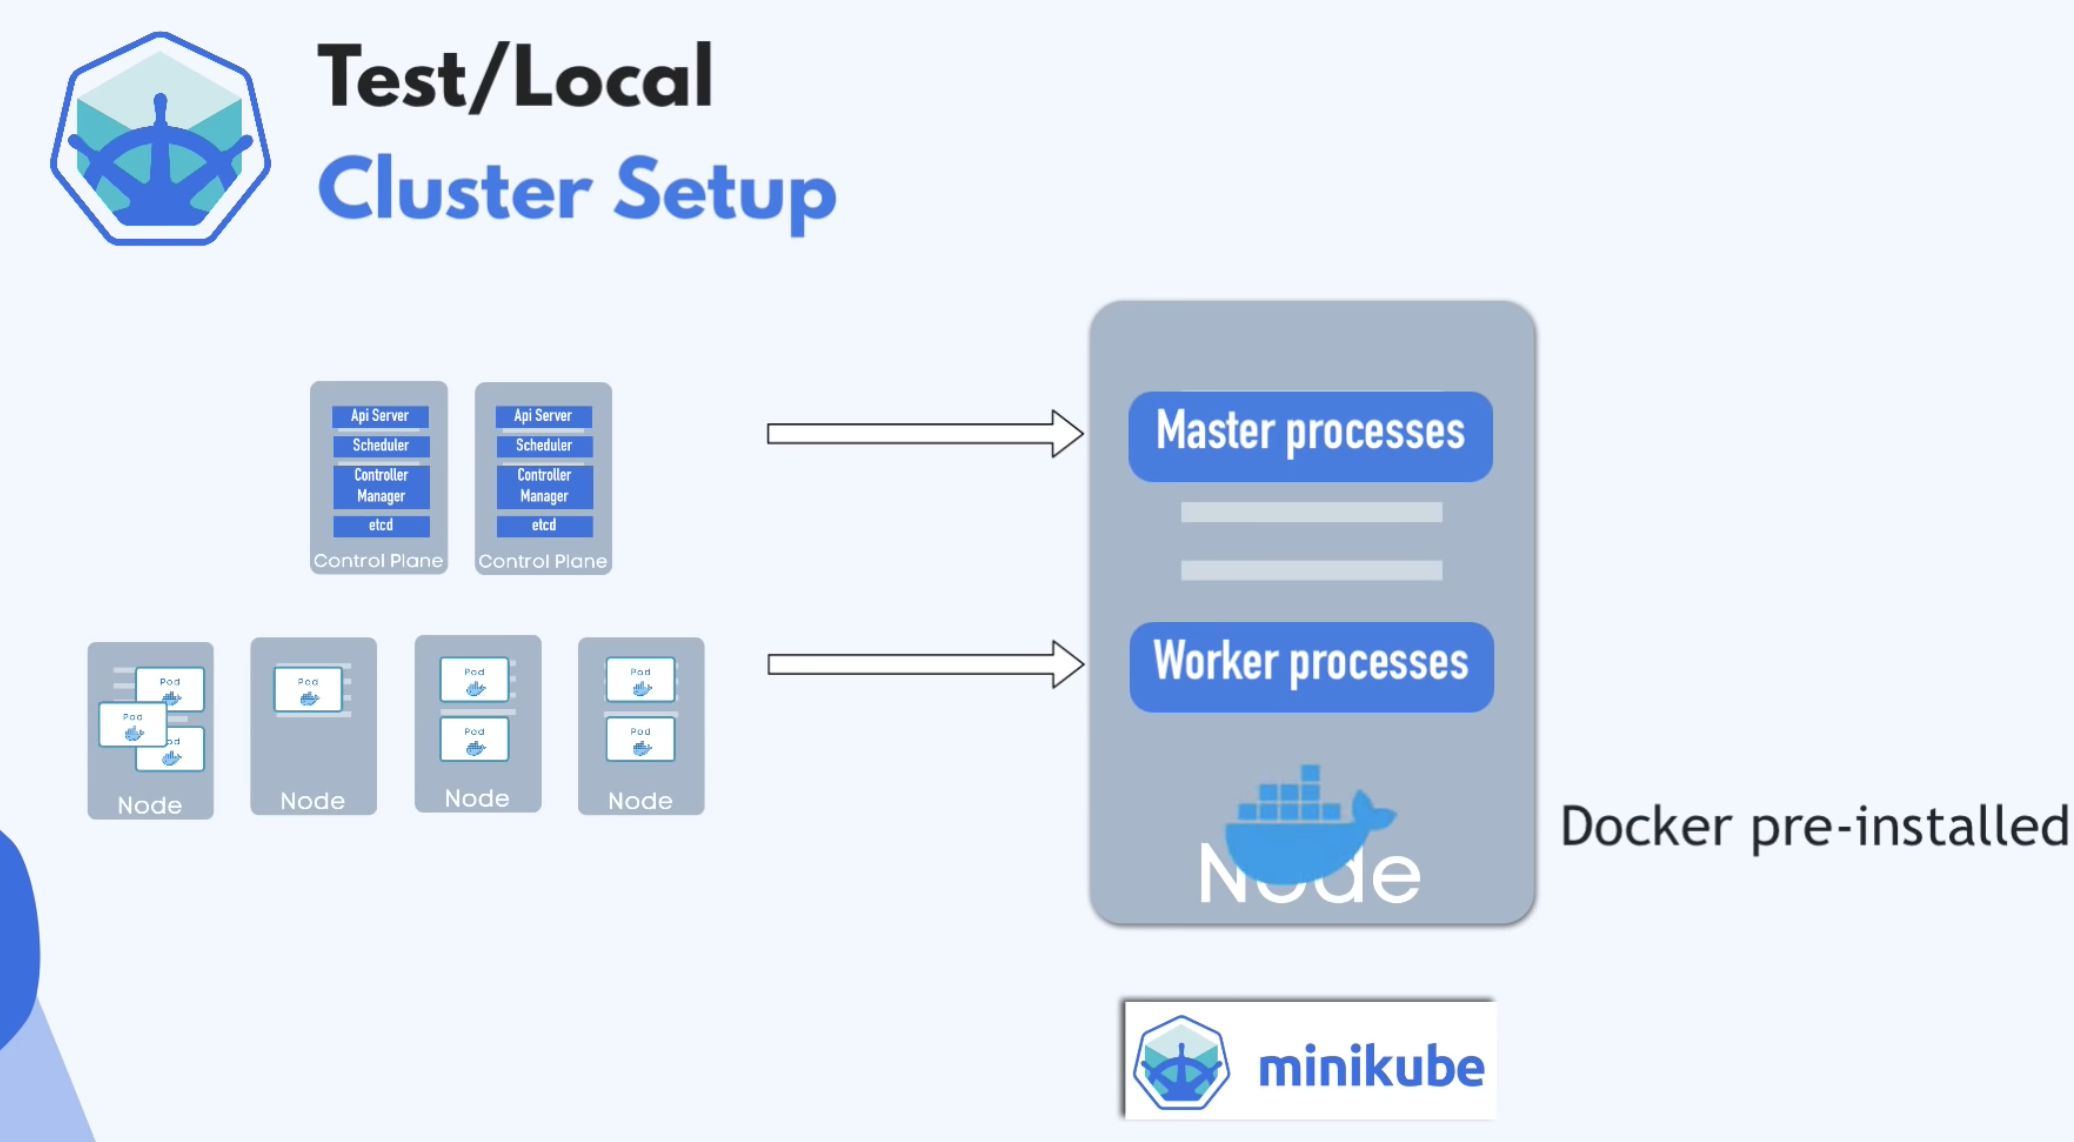 Test/Local
Cluster Setup
Api Server
Scheduler
Controller
Manager
etcd
Control Plane
Api Server
Scheduler
Controller
Manager
etcd
Control Plane
Pod
Pod
Node
Pod
Node
Pod
Pod
Node
Pod
Pod
Node
Master processes
Worker processes
Node
Docker pre-installed
minikube